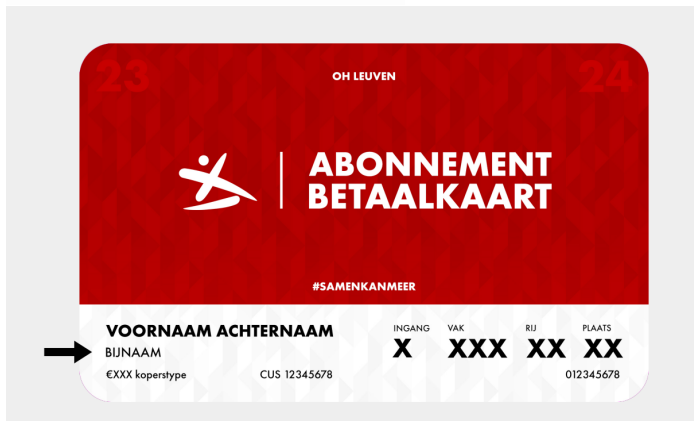 23
24
OH LEUVEN
ABONNEMENT
BETAALKAART
#SAMENKANMEER
VOORNAAM ACHTERNAAM
BIJNAAM
€XXX koperstype
CUS 12345678
INGANG VAK RIJ PLAATS
X XXX XX XX
012345678